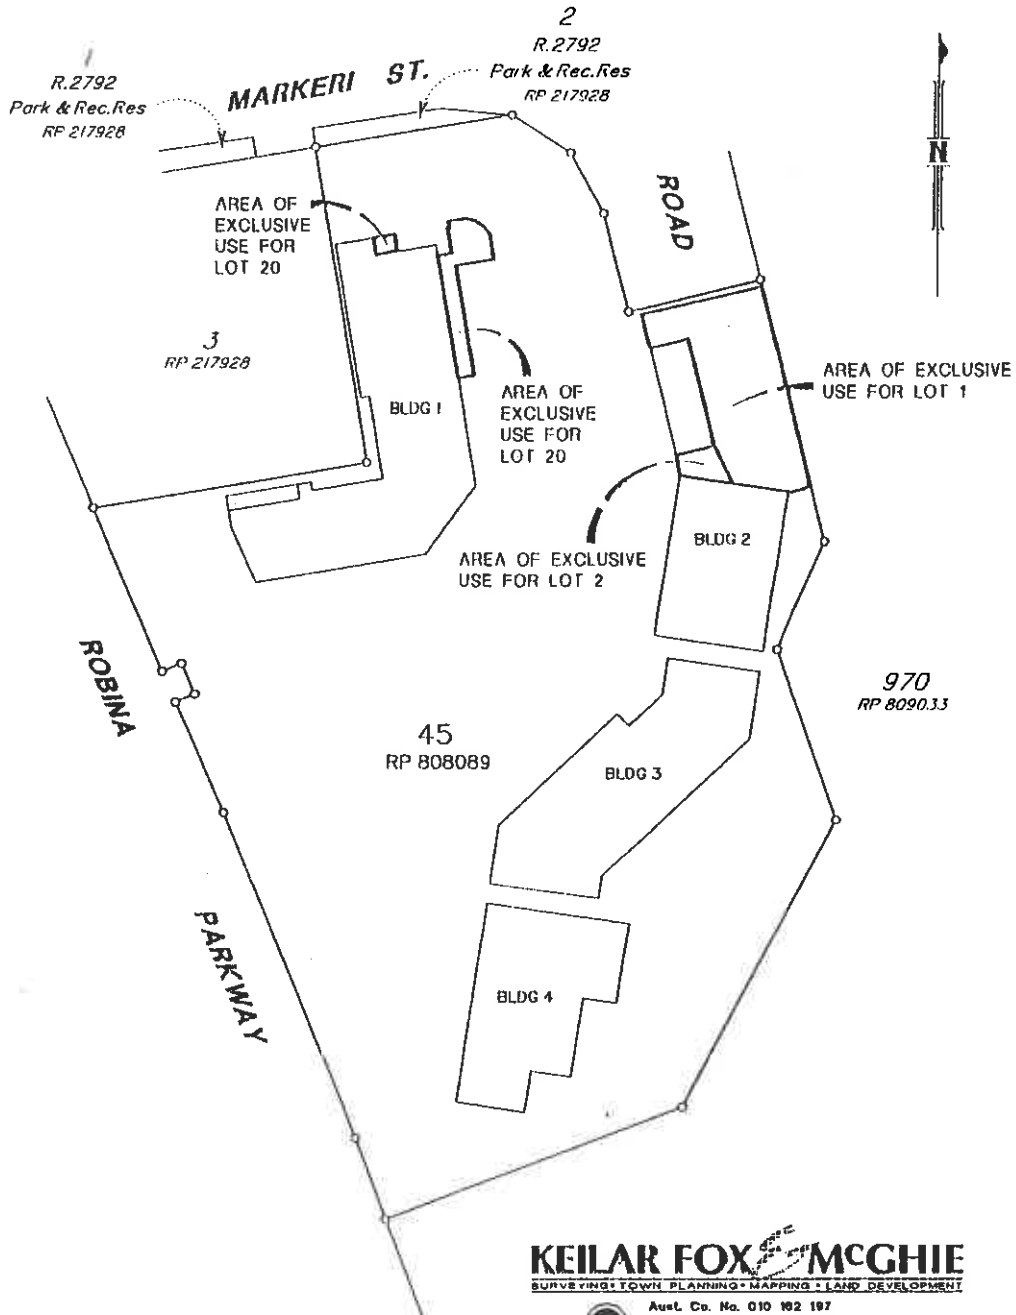 1
R.2792
Park & Rec.Res
RP 217928
MARKERI ST.
2
R.2792
Park & Rec.Res
RP 217928
N
ROAD
AREA OF
EXCLUSIVE
USE FOR
LOT 20
3
RP 217928
BLDG 1
AREA OF
EXCLUSIVE
USE FOR
LOT 20
AREA OF EXCLUSIVE
USE FOR LOT 1
AREA OF EXCLUSIVE
USE FOR LOT 2
BLDG 2
ROBINA
970
RP 809033
45
RP 808089
BLDG 3
PARKWAY
BLDG 4
KEILAR FOX & McGHIE
SURVEYING • TOWN PLANNING • MAPPING • LAND DEVELOPMENT
Aust. Co. No. 010 162 197